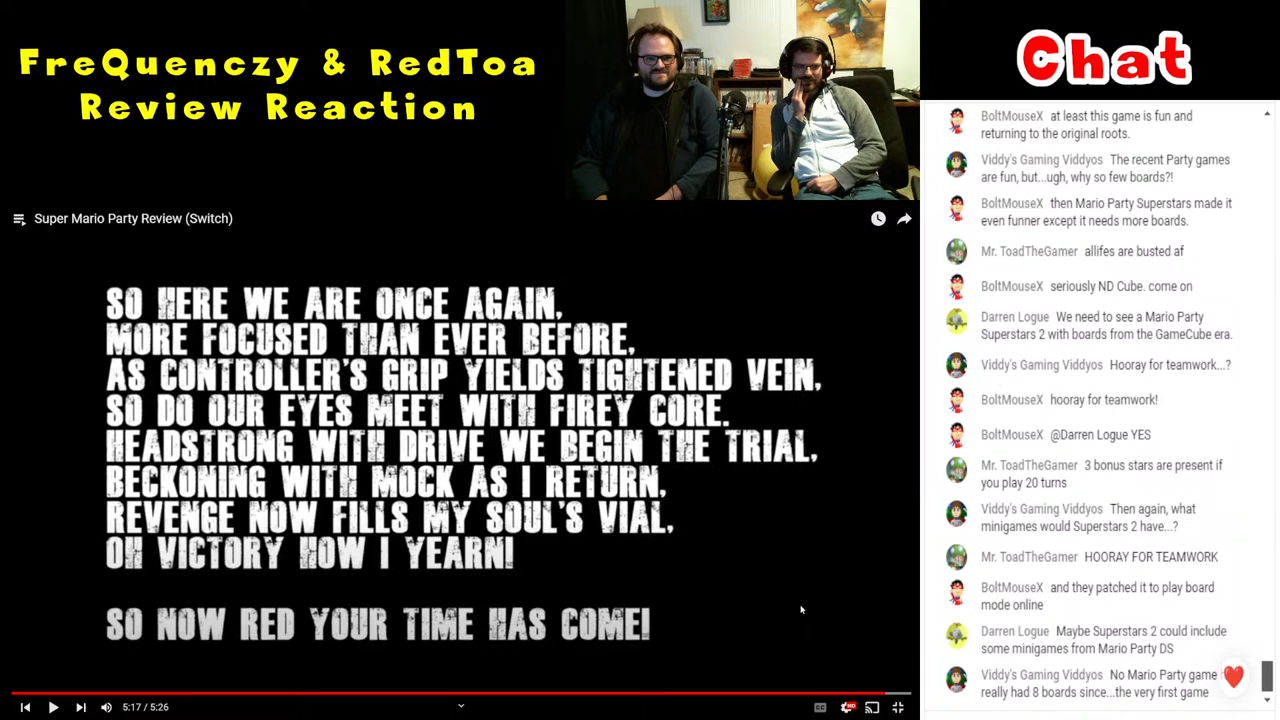 FreQuenczy & RedToa
Review Reaction
Chat
Super Mario Party Review (Switch)
SO HERE WE ARE ONCE AGAIN,
MORE FOCUSED THAN EVER BEFORE,
AS CONTROLLER'S GRIP YIELDS TIGHTENED VEIN,
SO DO OUR EYES MEET WITH FIREY CORE.
HEADSTRONG WITH DRIVE WE BEGIN THE TRIAL,
BECKONING WITH MOCK AS I RETURN,
REVENGE NOW FILLS MY SOUL'S VIAL,
OH VICTORY HOW I YEARN!
SO NOW RED YOUR TIME HAS COME!
5:17 / 5:26
HD
BoltMouseX at least this game is fun and
returning to the original roots.
Viddy's Gaming Viddyos The recent Party games
are fun, but...ugh, why so few boards?!
BoltMouseX then Mario Party Superstars made it
even funner except it needs more boards.
Mr. ToadTheGamer allifes are busted af
BoltMouseX seriously ND Cube. come on
Darren Logue We need to see a Mario Party
Superstars 2 with boards from the GameCube era.
Viddy's Gaming Viddyos Hooray for teamwork...?
BoltMouseX hooray for teamwork!
BoltMouseX @Darren Logue YES
Mr. ToadTheGamer 3 bonus stars are present if
you play 20 turns
Viddy's Gaming Viddyos Then again, what
minigames would Superstars 2 have...?
Mr. ToadTheGamer HOORAY FOR TEAMWORK
BoltMouseX and they patched it to play board
mode online
Darren Logue Maybe Superstars 2 could include
some minigames from Mario Party DS
Viddy's Gaming Viddyos No Mario Party game
really had 8 boards since...the very first game